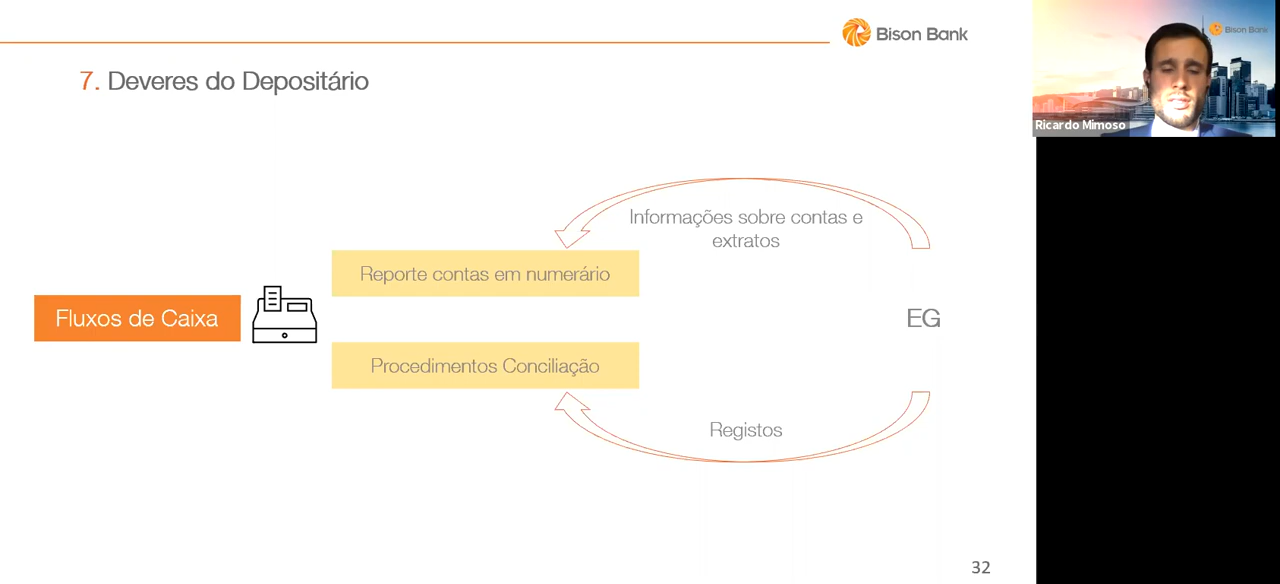 Bison Bank
Bison Bank
Ricardo Mimoso
7. Deveres do Depositário
Informações sobre contas e
extratos
Reporte contas em numerário
Fluxos de Caixa
EG
Procedimentos Conciliação
Registos
32